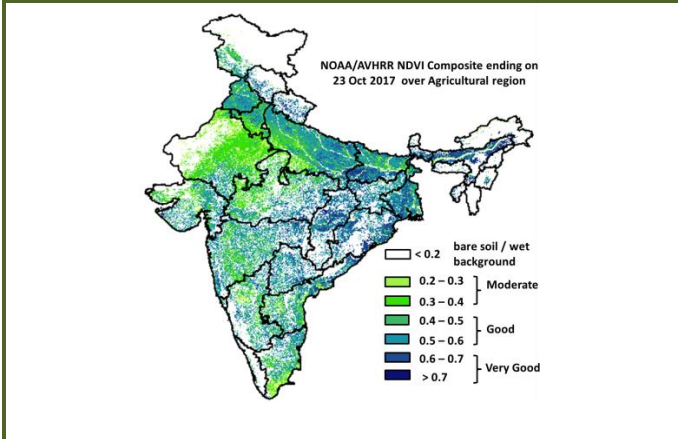 NOAA/AVHRR NDVI Composite ending on
23 Oct 2017 over Agricultural region
< 0.2 bare soil / wet
background
0.2 – 0.3
Moderate
0.3 – 0.4
0.4 – 0.5
Good
0.5 – 0.6
0.6 – 0.7
Very Good
> 0.7